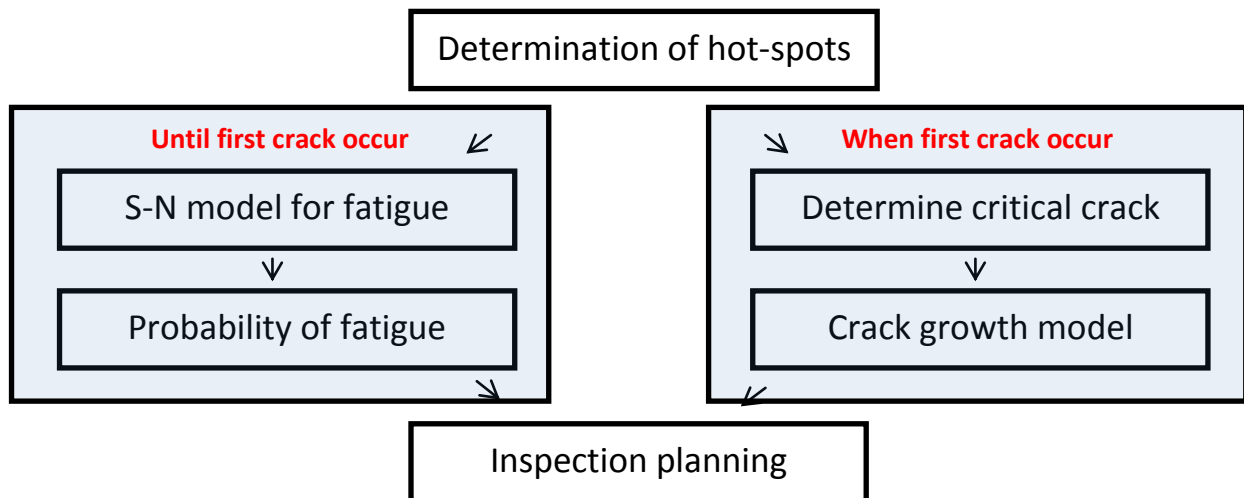 Determination of hot-spots
Until first crack occur
S-N model for fatigue
Probability of fatigue
When first crack occur
Determine critical crack
Crack growth model
Inspection planning